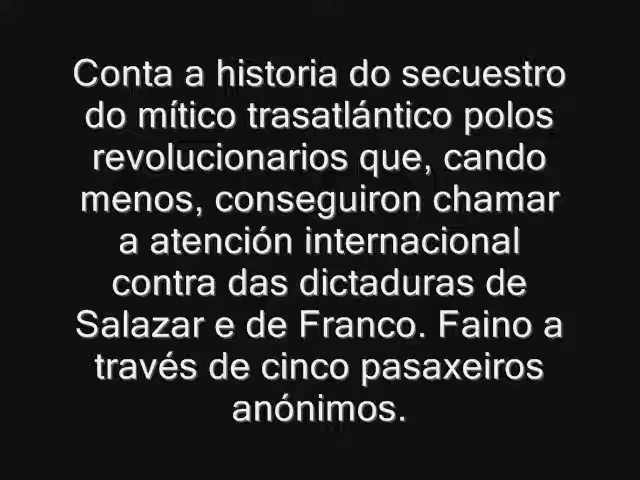 Conta a historia do secuestro
do mítico trasatlántico polos
revolucionarios que, cando
menos, conseguiron chamar
a atención internacional
contra das dictaduras de
Salazar e de Franco. Faino a
través de cinco pasaxeiros
anónimos.